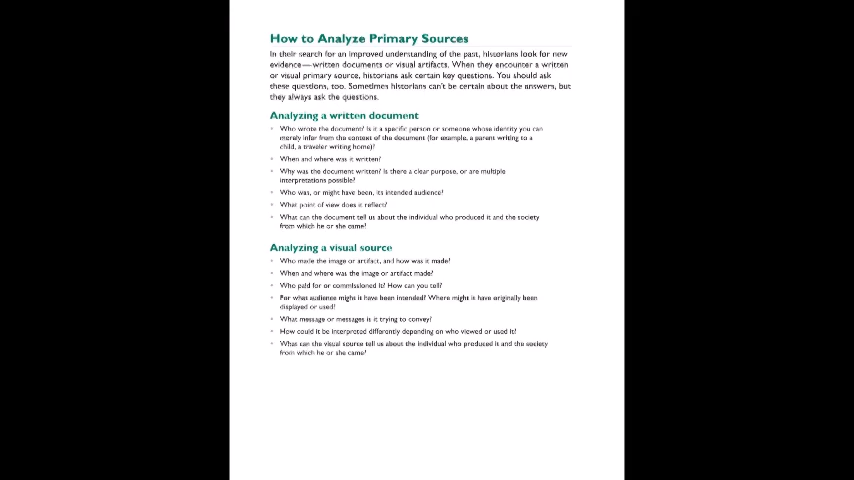 How to Analyze Primary Sources
In their search for an improved understanding of the past, historians look for new
evidence—written documents or visual artifacts. When they encounter a written
or visual primary source, historians ask certain key questions. You should ask
these questions, too. Sometimes historians can't be certain about the answers, but
they always ask the questions.
Analyzing a written document
• Who wrote the document? Is it a specific person or someone whose identity you can
merely infer from the context of the document (for example, a parent writing to a
child, a traveler writing home)?
• When and where was it written?
• Why was the document written? Is there a clear purpose, or are multiple
interpretations possible?
• Who was, or might have been, its intended audience?
• What point of view does it reflect?
• What can the document tell us about the individual who produced it and the society
from which he or she came?
Analyzing a visual source
• Who made the image or artifact, and how was it made?
• When and where was the image or artifact made?
• Who paid for or commissioned it? How can you tell?
• For what audience might it have been intended? Where might it have originally been
displayed or used?
• What message or messages is it trying to convey?
• How could it be interpreted differently depending on who viewed or used it?
• What can the visual source tell us about the individual who produced it and the society
from which he or she came?